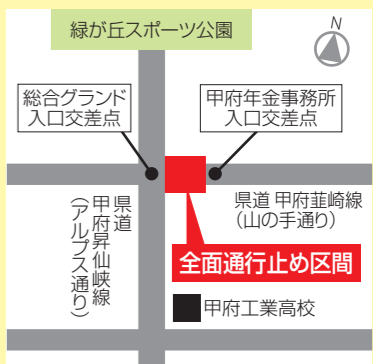 緑が丘スポーツ公園
N
総合グランド
入口交差点
甲府年金事務所
入口交差点
県道 甲府韮崎線
(山の手通り)
県道
甲府昇仙峡線
(アルプス通り)
全面通行止め区間
甲府工業高校